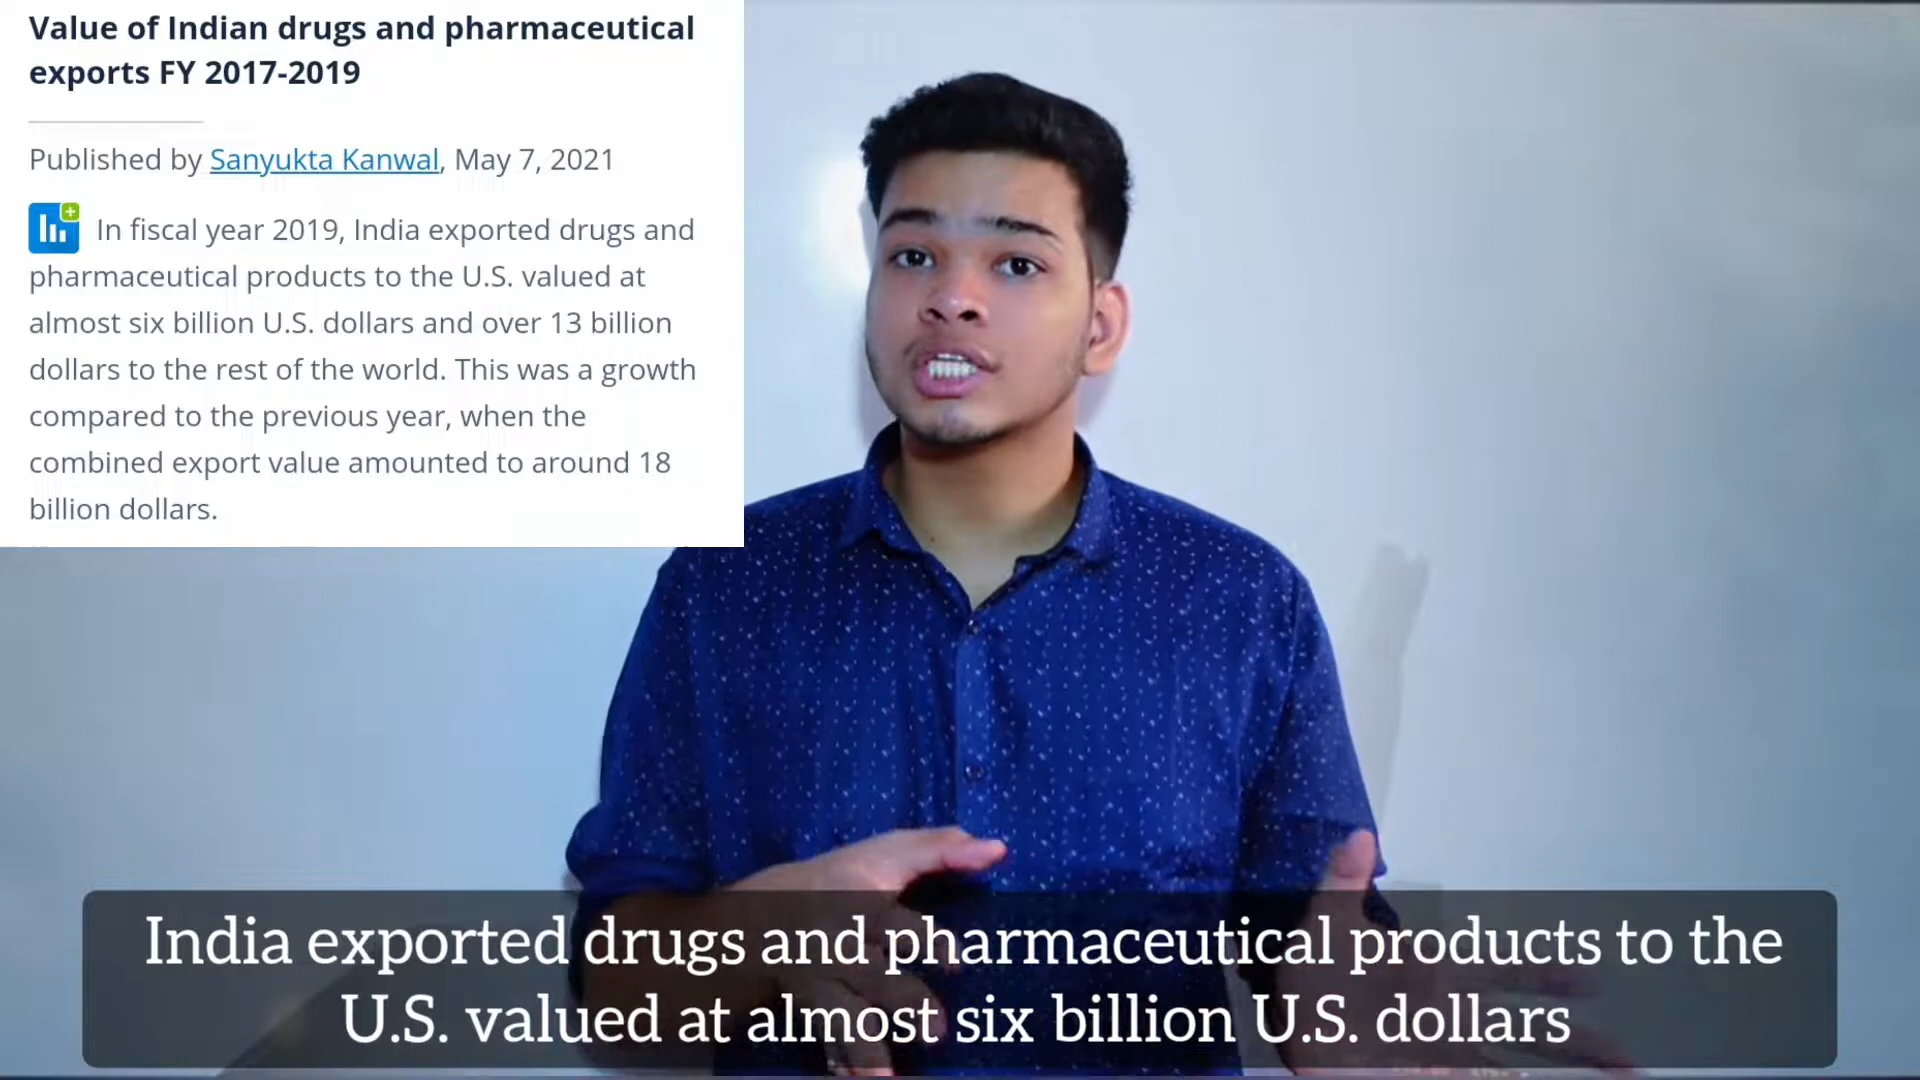 Value of Indian drugs and pharmaceutical
exports FY 2017-2019
Published by Sanyukta Kanwal, May 7, 2021
In fiscal year 2019, India exported drugs and
pharmaceutical products to the U.S. valued at
almost six billion U.S. dollars and over 13 billion
dollars to the rest of the world. This was a growth
compared to the previous year, when the
combined export value amounted to around 18
billion dollars.
India exported drugs and pharmaceutical products to the
U.S. valued at almost six billion U.S. dollars